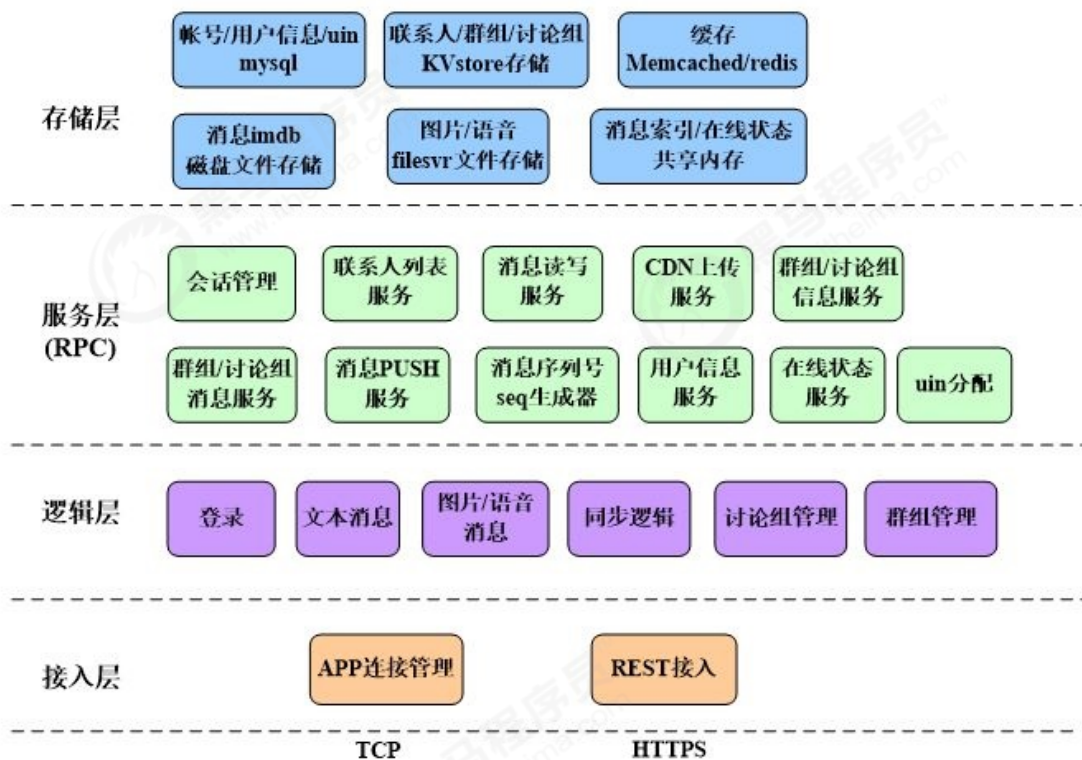 帐号/用户信息/uin
mysql
联系人/群组/讨论组
KVstore存储
缓存
Memcached/redis
存储层
消息imdb
磁盘文件存储
图片/语音
filesvr文件存储
消息索引/在线状态
共享内存
会话管理
联系人列表
服务
消息读写
服务
CDN上传
服务
群组/讨论组
信息服务
服务层
(RPC)
群组/讨论组
消息服务
消息PUSH
服务
消息序列号
seq生成器
用户信息
服务
在线状态
服务
uin分配
逻辑层
登录
文本消息
图片/语音
消息
同步逻辑
讨论组管理
群组管理
接入层
APP连接管理
REST接入
TCP
HTTPS
黑马程序员
www.itheima.com